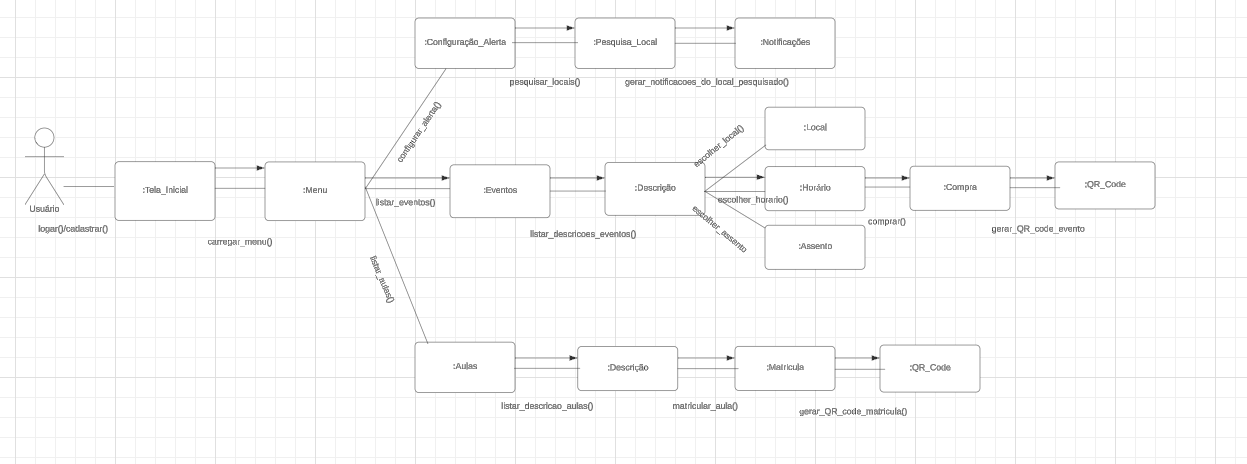 :Configuração_Alerta
:Pesquisa_Local
:Notificações
pesquisar_locais()
gerar_notificacoes_do_local_pesquisado()
configurar_alerta()
:Local
escolher_local()
:Tela_Inicial
:Menu
:Eventos
:Descrição
:Horário
:Compra
:QR_Code
Usuário
listar_eventos()
escolher_horario()
logar()/catlastrar()
carregar_menu()
listar_descricoes_eventos()
escolher_assento
comprar()
gerar_QR_code_evento
:Assento
listar_aulas()
:Aulas
:Descrição
:Matricula
:QR_Code
listar_descricao_aulas()
matricular_aula()
gerar_QR_code_matricula()